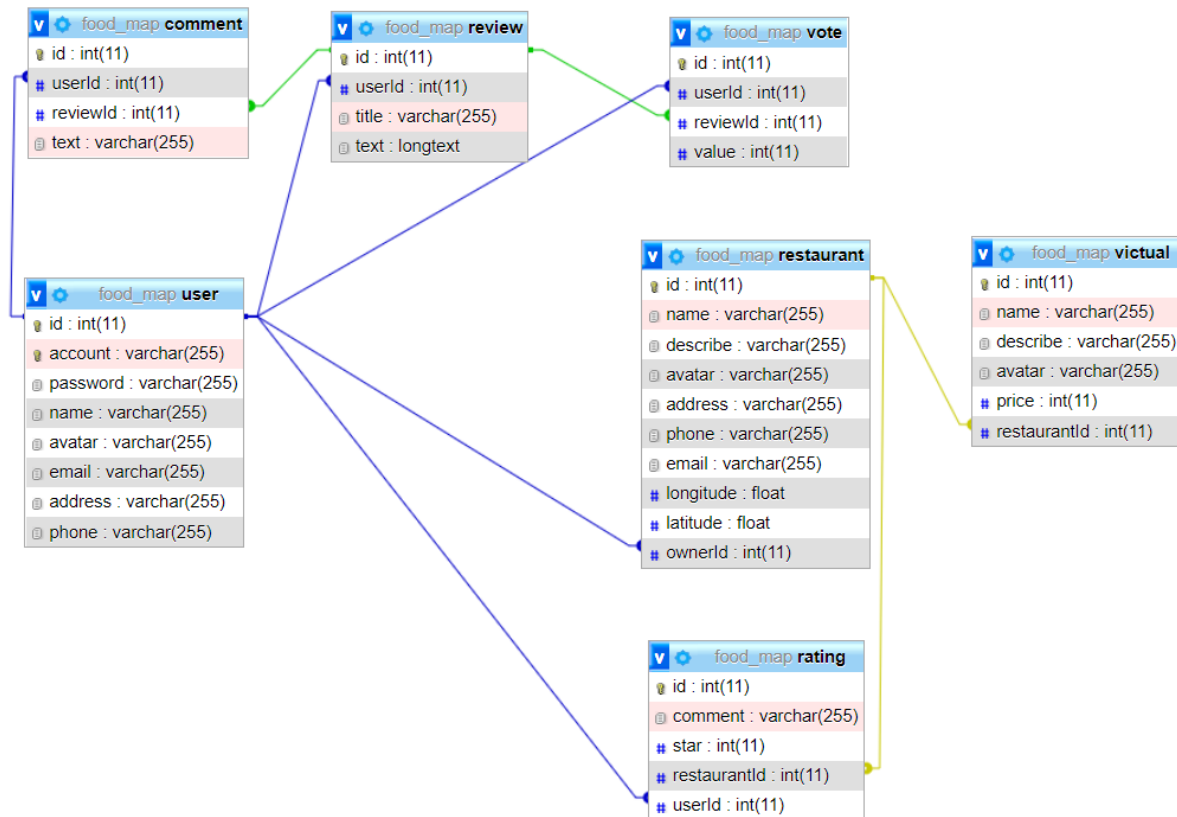 v food_map comment
id : int(11)
# userId : int(11)
# reviewId : int(11)
text : varchar(255)
v food_map review
id : int(11)
# userId : int(11)
title : varchar(255)
text : longtext
v food_map vote
id : int(11)
# userId : int(11)
# reviewId : int(11)
# value : int(11)
v food_map user
id : int(11)
account : varchar(255)
password : varchar(255)
name : varchar(255)
avatar : varchar(255)
email : varchar(255)
address : varchar(255)
phone : varchar(255)
v food_map restaurant
id : int(11)
name : varchar(255)
describe : varchar(255)
avatar : varchar(255)
address : varchar(255)
phone : varchar(255)
email : varchar(255)
# longitude : float
# latitude : float
# ownerId : int(11)
v food_map victual
id : int(11)
name : varchar(255)
describe : varchar(255)
avatar : varchar(255)
# price : int(11)
# restaurantId : int(11)
v food_map rating
id : int(11)
comment : varchar(255)
# star : int(11)
# restaurantId : int(11)
# userId : int(11)